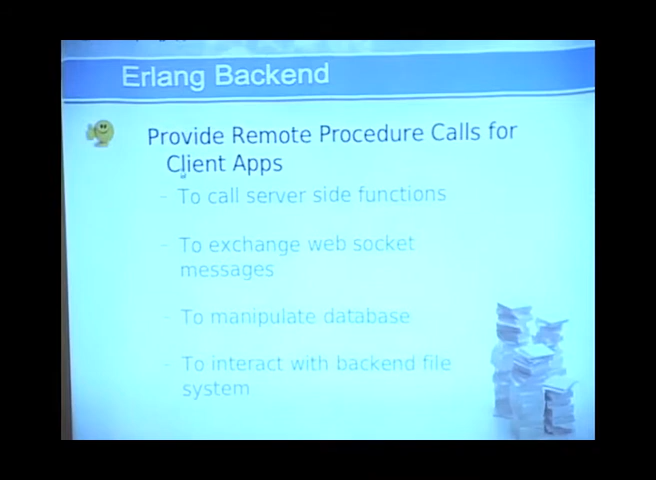 Erlang Backend
Provide Remote Procedure Calls for
Client Apps
- To call server side functions
- To exchange web socket
messages
- To manipulate database
- To interact with backend file
system